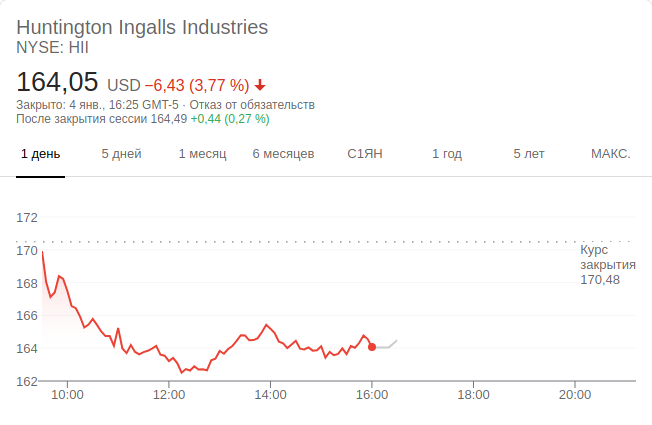 Huntington Ingalls Industries
NYSE: HII
164,05 USD −6,43 (3,77 %)
Закрыто: 4 янв., 16:25 GMT-5 · Отказ от обязательств
После закрытия сессии 164,49 +0,44 (0,27 %)
1 день 5 дней 1 месяц 6 месяцев С1ЯН 1 год 5 лет МАКС.
172
170
168
166
164
162
Курс
закрытия
170,48
10:00 12:00 14:00 16:00 18:00 20:00